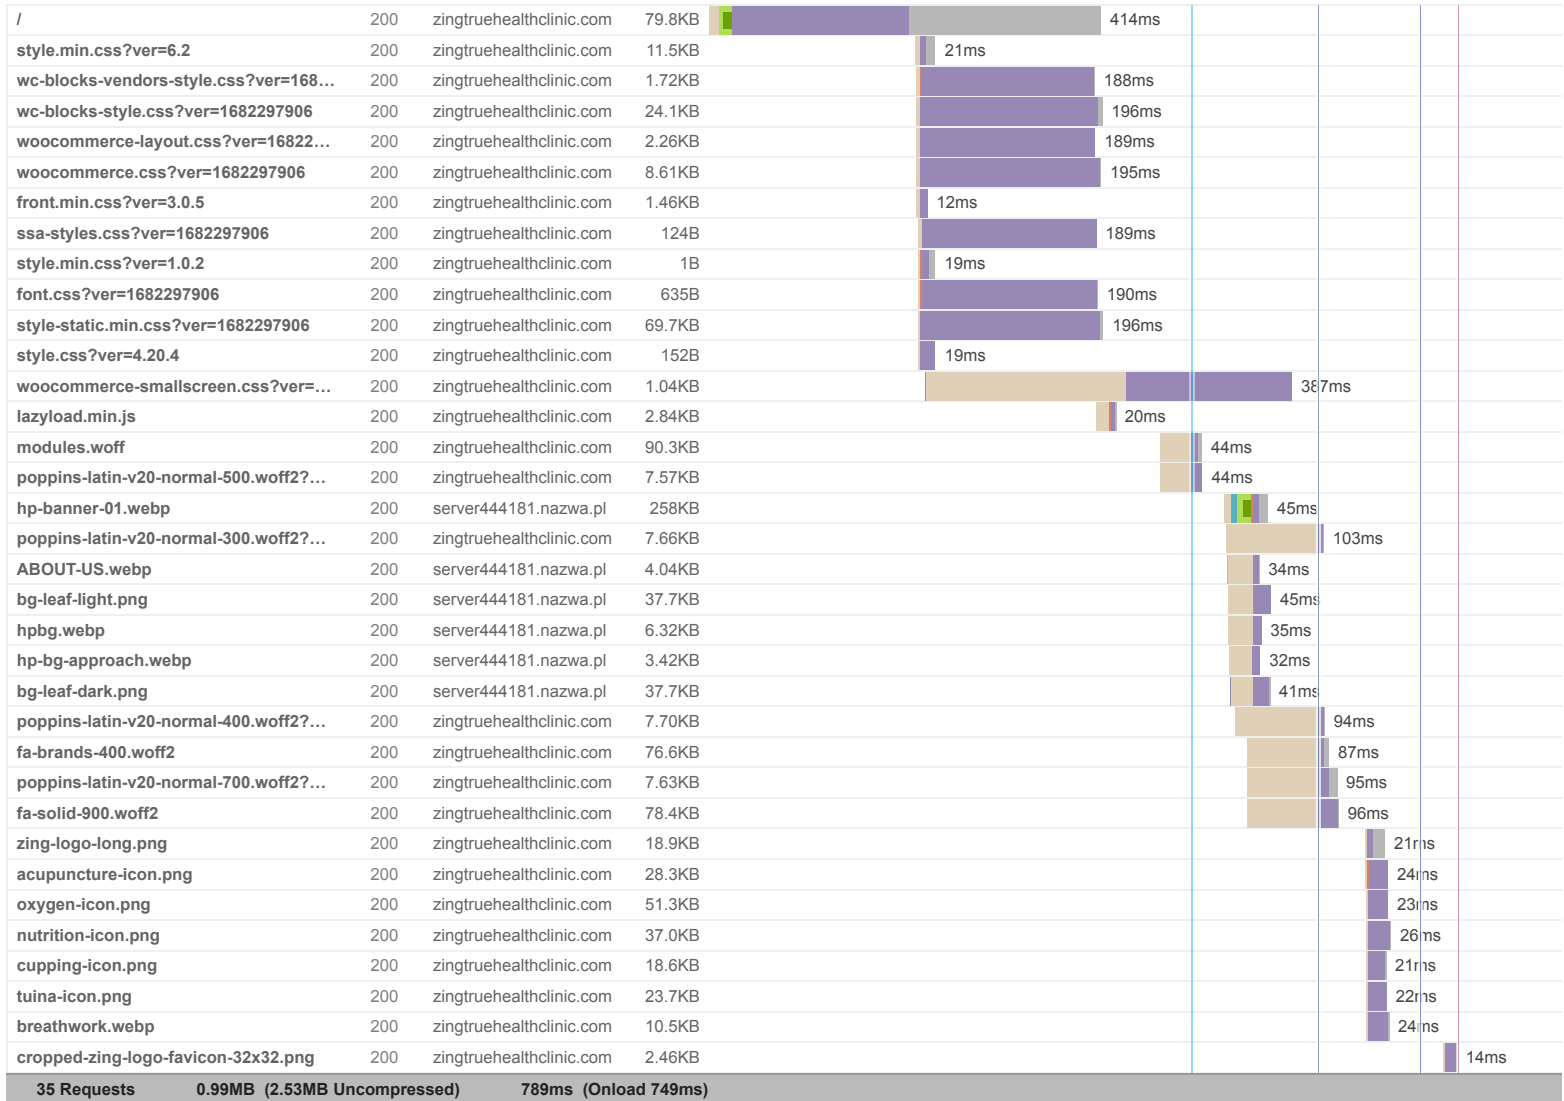 / 200 zingtruehealthclinic.com 79.8KB 414ms
style.min.css?ver=6.2 200 zingtruehealthclinic.com 11.5KB 21ms
wc-blocks-vendors-style.css?ver=168... 200 zingtruehealthclinic.com 1.72KB 188ms
wc-blocks-style.css?ver=1682297906 200 zingtruehealthclinic.com 24.1KB 196ms
woocommerce-layout.css?ver=16822... 200 zingtruehealthclinic.com 2.26KB 189ms
woocommerce.css?ver=1682297906 200 zingtruehealthclinic.com 8.61KB 195ms
front.min.css?ver=3.0.5 200 zingtruehealthclinic.com 1.46KB 12ms
ssa-styles.css?ver=1682297906 200 zingtruehealthclinic.com 124B 189ms
style.min.css?ver=1.0.2 200 zingtruehealthclinic.com 1B 19ms
font.css?ver=1682297906 200 zingtruehealthclinic.com 635B 190ms
style-static.min.css?ver=1682297906 200 zingtruehealthclinic.com 69.7KB 196ms
style.css?ver=4.20.4 200 zingtruehealthclinic.com 152B 19ms
woocommerce-smallscreen.css?ver=... 200 zingtruehealthclinic.com 1.04KB 387ms
lazyload.min.js 200 zingtruehealthclinic.com 2.84KB 20ms
modules.woff 200 zingtruehealthclinic.com 90.3KB 44ms
poppins-latin-v20-normal-500.woff2?... 200 zingtruehealthclinic.com 7.57KB 44ms
hp-banner-01.webp 200 server444181.nazwa.pl 258KB 45ms
poppins-latin-v20-normal-300.woff2?... 200 zingtruehealthclinic.com 7.66KB 103ms
ABOUT-US.webp 200 server444181.nazwa.pl 4.04KB 34ms
bg-leaf-light.png 200 server444181.nazwa.pl 37.7KB 45ms
hpbg.webp 200 server444181.nazwa.pl 6.32KB 35ms
hp-bg-approach.webp 200 server444181.nazwa.pl 3.42KB 32ms
bg-leaf-dark.png 200 server444181.nazwa.pl 37.7KB 41ms
poppins-latin-v20-normal-400.woff2?... 200 zingtruehealthclinic.com 7.70KB 94ms
fa-brands-400.woff2 200 zingtruehealthclinic.com 76.6KB 87ms
poppins-latin-v20-normal-700.woff2?... 200 zingtruehealthclinic.com 7.63KB 95ms
fa-solid-900.woff2 200 zingtruehealthclinic.com 78.4KB 96ms
zing-logo-long.png 200 zingtruehealthclinic.com 18.9KB 21ms
acupuncture-icon.png 200 zingtruehealthclinic.com 28.3KB 24ms
oxygen-icon.png 200 zingtruehealthclinic.com 51.3KB 23ms
nutrition-icon.png 200 zingtruehealthclinic.com 37.0KB 26ms
cupping-icon.png 200 zingtruehealthclinic.com 18.6KB 21ms
tuina-icon.png 200 zingtruehealthclinic.com 23.7KB 22ms
breathwork.webp 200 zingtruehealthclinic.com 10.5KB 24ms
cropped-zing-logo-favicon-32x32.png 200 zingtruehealthclinic.com 2.46KB 14ms
35 Requests 0.99MB (2.53MB Uncompressed) 789ms (Onload 749ms)